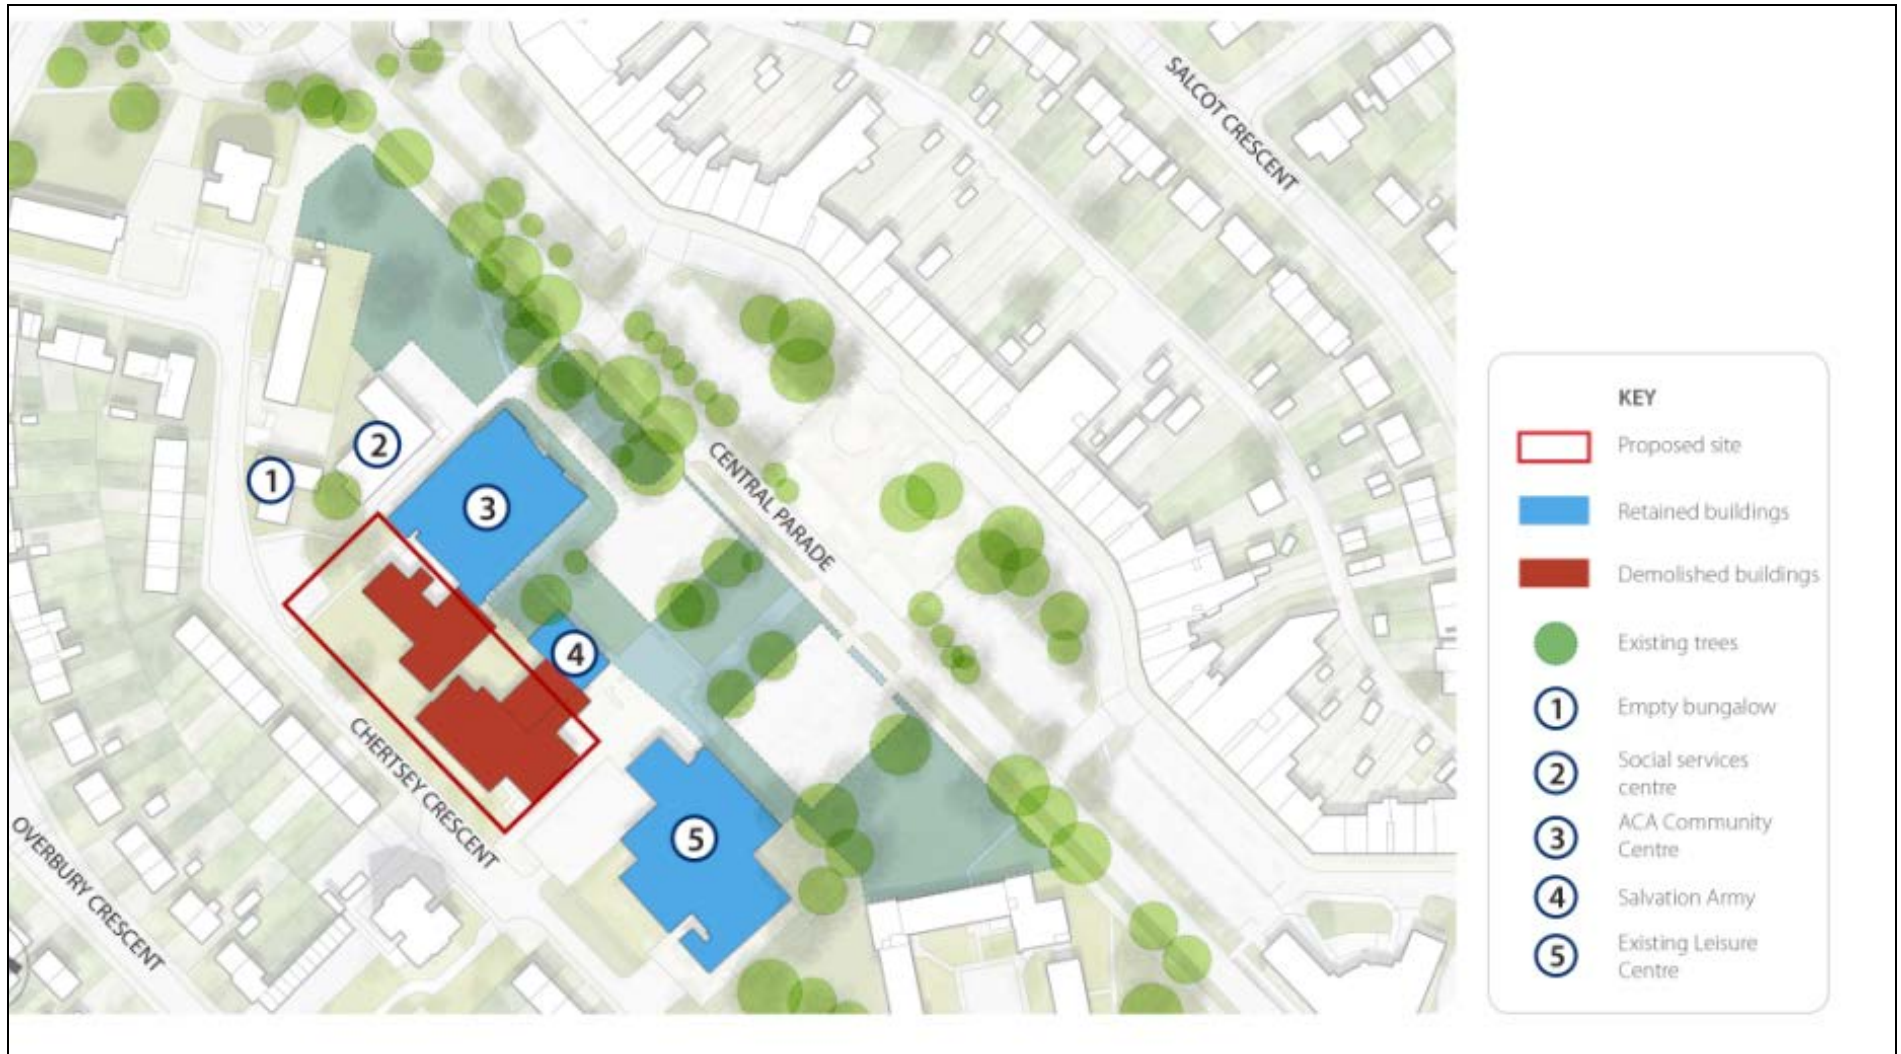 SALCOT CRESCENT
CENTRAL PARADE
CHERTSEY CRESCENT
OVERBURY CRESCENT
1
2
3
4
5
KEY
Proposed site
Retained buildings
Demolished buildings
Existing trees
1 Empty bungalow
2 Social services
centre
3 ACA Community
Centre
4 Salvation Army
5 Existing Leisure
Centre